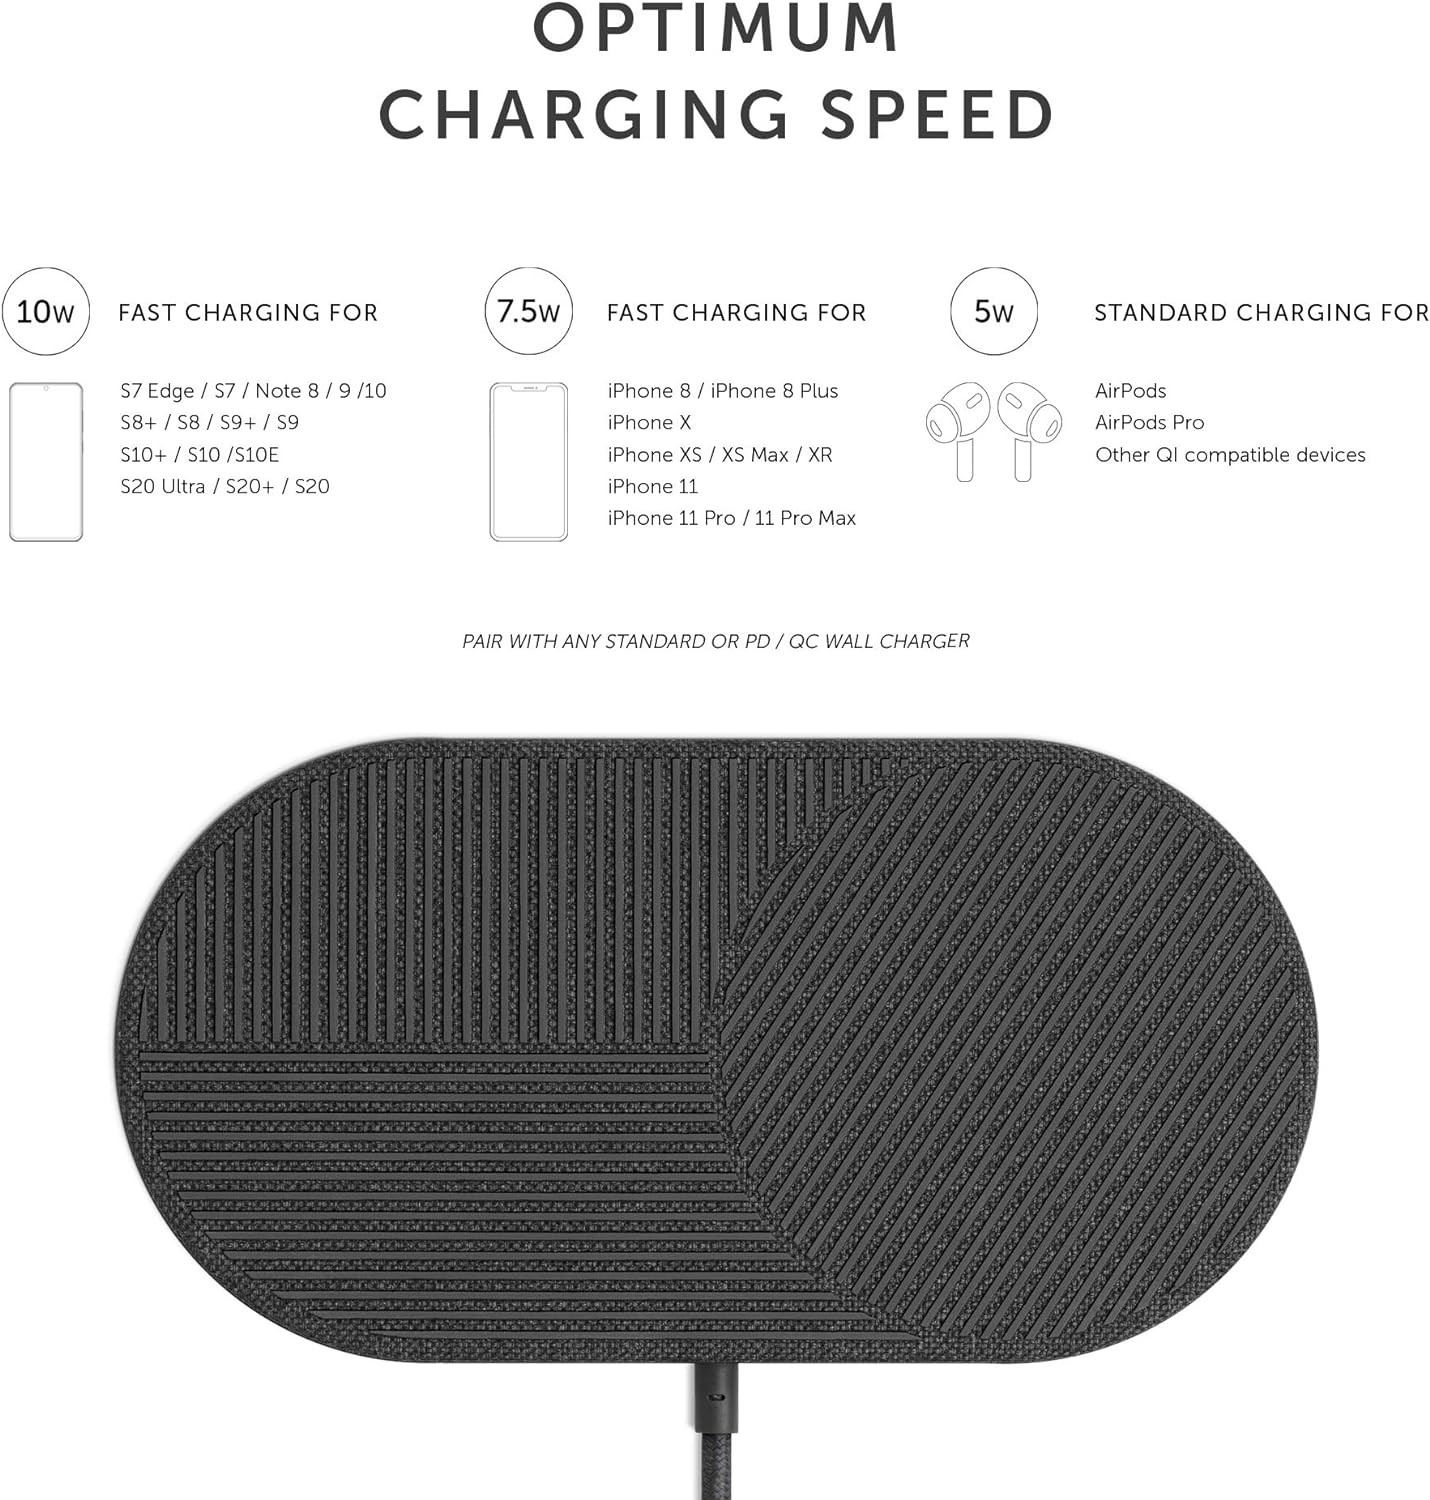 OPTIMUM
CHARGING SPEED
10W
FAST CHARGING FOR
S7 Edge / S7 / Note 8 / 9 /10
S8+ / S8 / S9+ / S9
S10+ / S10 /S10E
S20 Ultra / S20+ / S20
7.5W
FAST CHARGING FOR
iPhone 8 / iPhone 8 Plus
iPhone X
iPhone XS / XS Max / XR
iPhone 11
iPhone 11 Pro / 11 Pro Max
5W
STANDARD CHARGING FOR
AirPods
AirPods Pro
Other QI compatible devices
PAIR WITH ANY STANDARD OR PD / QC WALL CHARGER